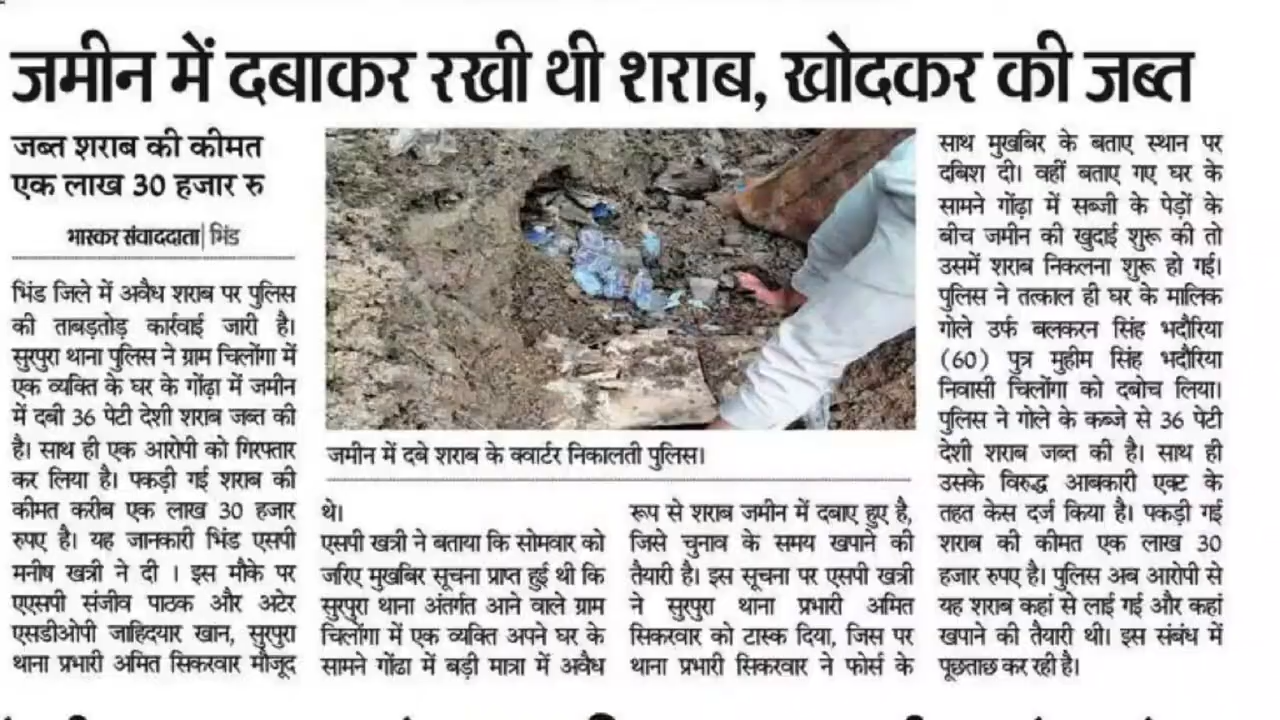 जमीन में दबाकर रखी थी शराब, खोदकर की जब्त
जब्त शराब की कीमत
एक लाख 30 हजार रु
भास्कर संवाददाता | भिंड
भिंड जिले में अवैध शराब पर पुलिस
की ताबड़तोड़ कार्रवाई जारी है।
सुरपुरा थाना पुलिस ने ग्राम चिलोंगा में
एक व्यक्ति के घर के गोंढ़ा में जमीन
में दबी 36 पेटी देशी शराब जब्त की
है। साथ ही एक आरोपी को गिरफ्तार
कर लिया है। पकड़ी गई शराब की
कीमत करीब एक लाख 30 हजार
रुपए है। यह जानकारी भिंड एसपी
मनीष खत्री ने दी । इस मौके पर
एएसपी संजीव पाठक और अटेर
एसडीओपी जाहिदयार खान, सुरपुरा
थाना प्रभारी अमित सिकरवार मौजूद
जमीन में दबे शराब के क्वार्टर निकालती पुलिस।
थे।
एसपी खत्री ने बताया कि सोमवार को
जरिए मुखबिर सूचना प्राप्त हुई थी कि
सुरपुरा थाना अंतर्गत आने वाले ग्राम
चिलोंगा में एक व्यक्ति अपने घर के
सामने गोंढा में बड़ी मात्रा में अवैध
रूप से शराब जमीन में दबाए हुए है,
जिसे चुनाव के समय खपाने की
तैयारी है। इस सूचना पर एसपी खत्री
ने सुरपुरा थाना प्रभारी अमित
सिकरवार को टास्क दिया, जिस पर
थाना प्रभारी सिकरवार ने फोर्स के
साथ मुखबिर के बताए स्थान पर
दबिश दी। वहीं बताए गए घर के
सामने गोंढ़ा में सब्जी के पेड़ों के
बीच जमीन की खुदाई शुरू की तो
उसमें शराब निकलना शुरू हो गई।
पुलिस ने तत्काल ही घर के मालिक
गोले उर्फ बलकरन सिंह भदौरिया
(60) पुत्र मुहीम सिंह भदौरिया
निवासी चिलोंगा को दबोच लिया।
पुलिस ने गोले के कब्जे से 36 पेटी
देशी शराब जब्त की है। साथ ही
उसके विरुद्ध आबकारी एक्ट के
तहत केस दर्ज किया है। पकड़ी गई
शराब की कीमत एक लाख 30
हजार रुपए है। पुलिस अब आरोपी से
यह शराब कहां से लाई गई और कहां
खपाने की तैयारी थी। इस संबंध में
पूछताछ कर रही है।